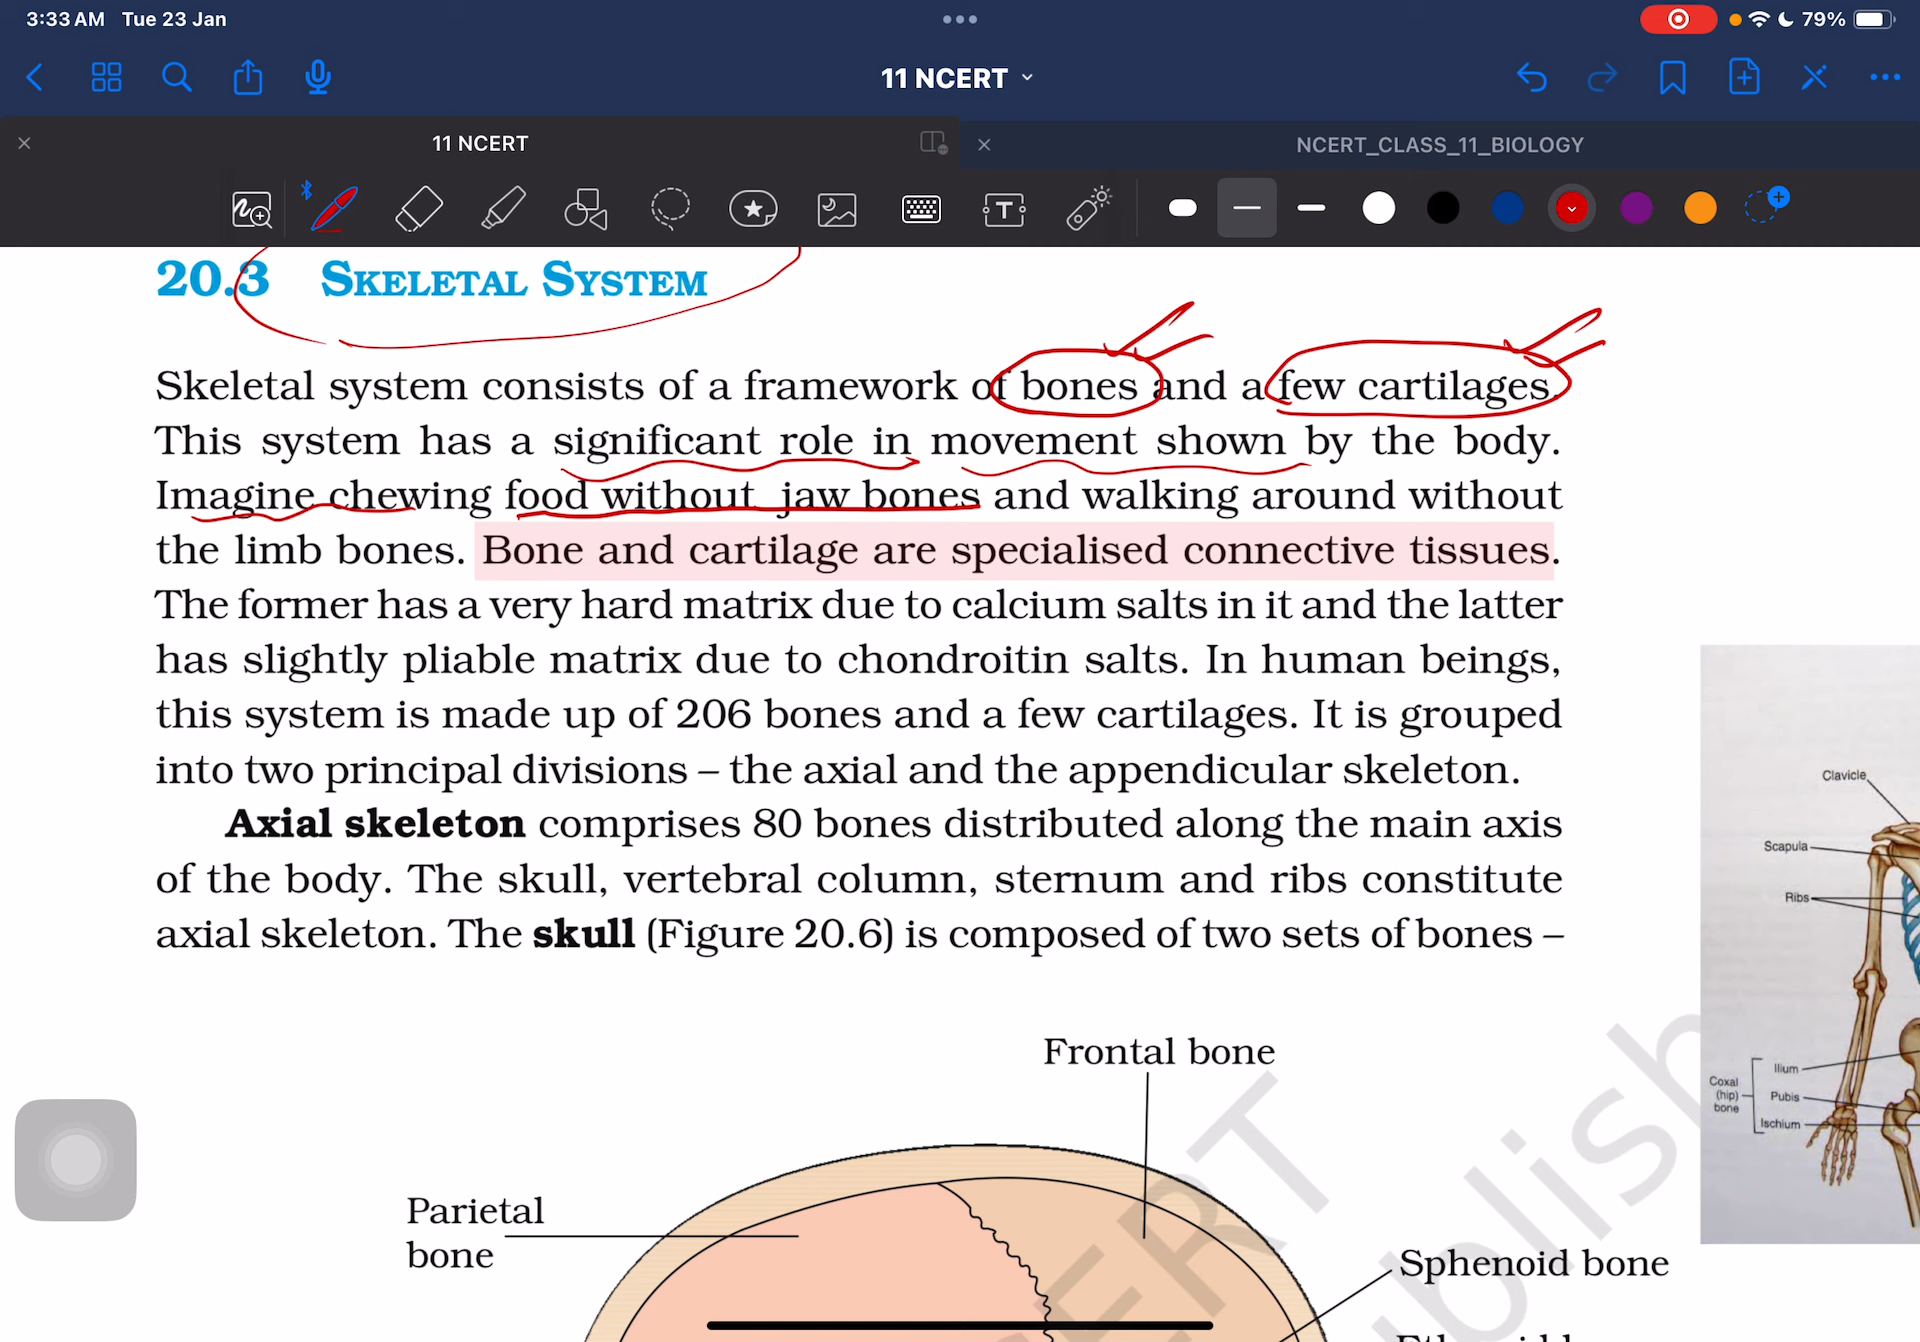 3:33 AM Tue 23 Jan
79%
11 NCERT
11 NCERT
NCERT_CLASS_11_BIOLOGY
20.3 SKELETAL SYSTEM
Skeletal system consists of a framework of bones and a few cartilages.
This system has a significant role in movement shown by the body.
Imagine chewing food without jaw bones and walking around without
the limb bones. Bone and cartilage are specialised connective tissues.
The former has a very hard matrix due to calcium salts in it and the latter
has slightly pliable matrix due to chondroitin salts. In human beings,
this system is made up of 206 bones and a few cartilages. It is grouped
into two principal divisions – the axial and the appendicular skeleton.
Axial skeleton comprises 80 bones distributed along the main axis
of the body. The skull, vertebral column, sternum and ribs constitute
axial skeleton. The skull (Figure 20.6) is composed of two sets of bones –
Frontal bone
Parietal
bone
Sphenoid bone
Clavicle
Scapula
Ribs
Coxal
(hip)
bone
Ilium
Pubis
Ischium